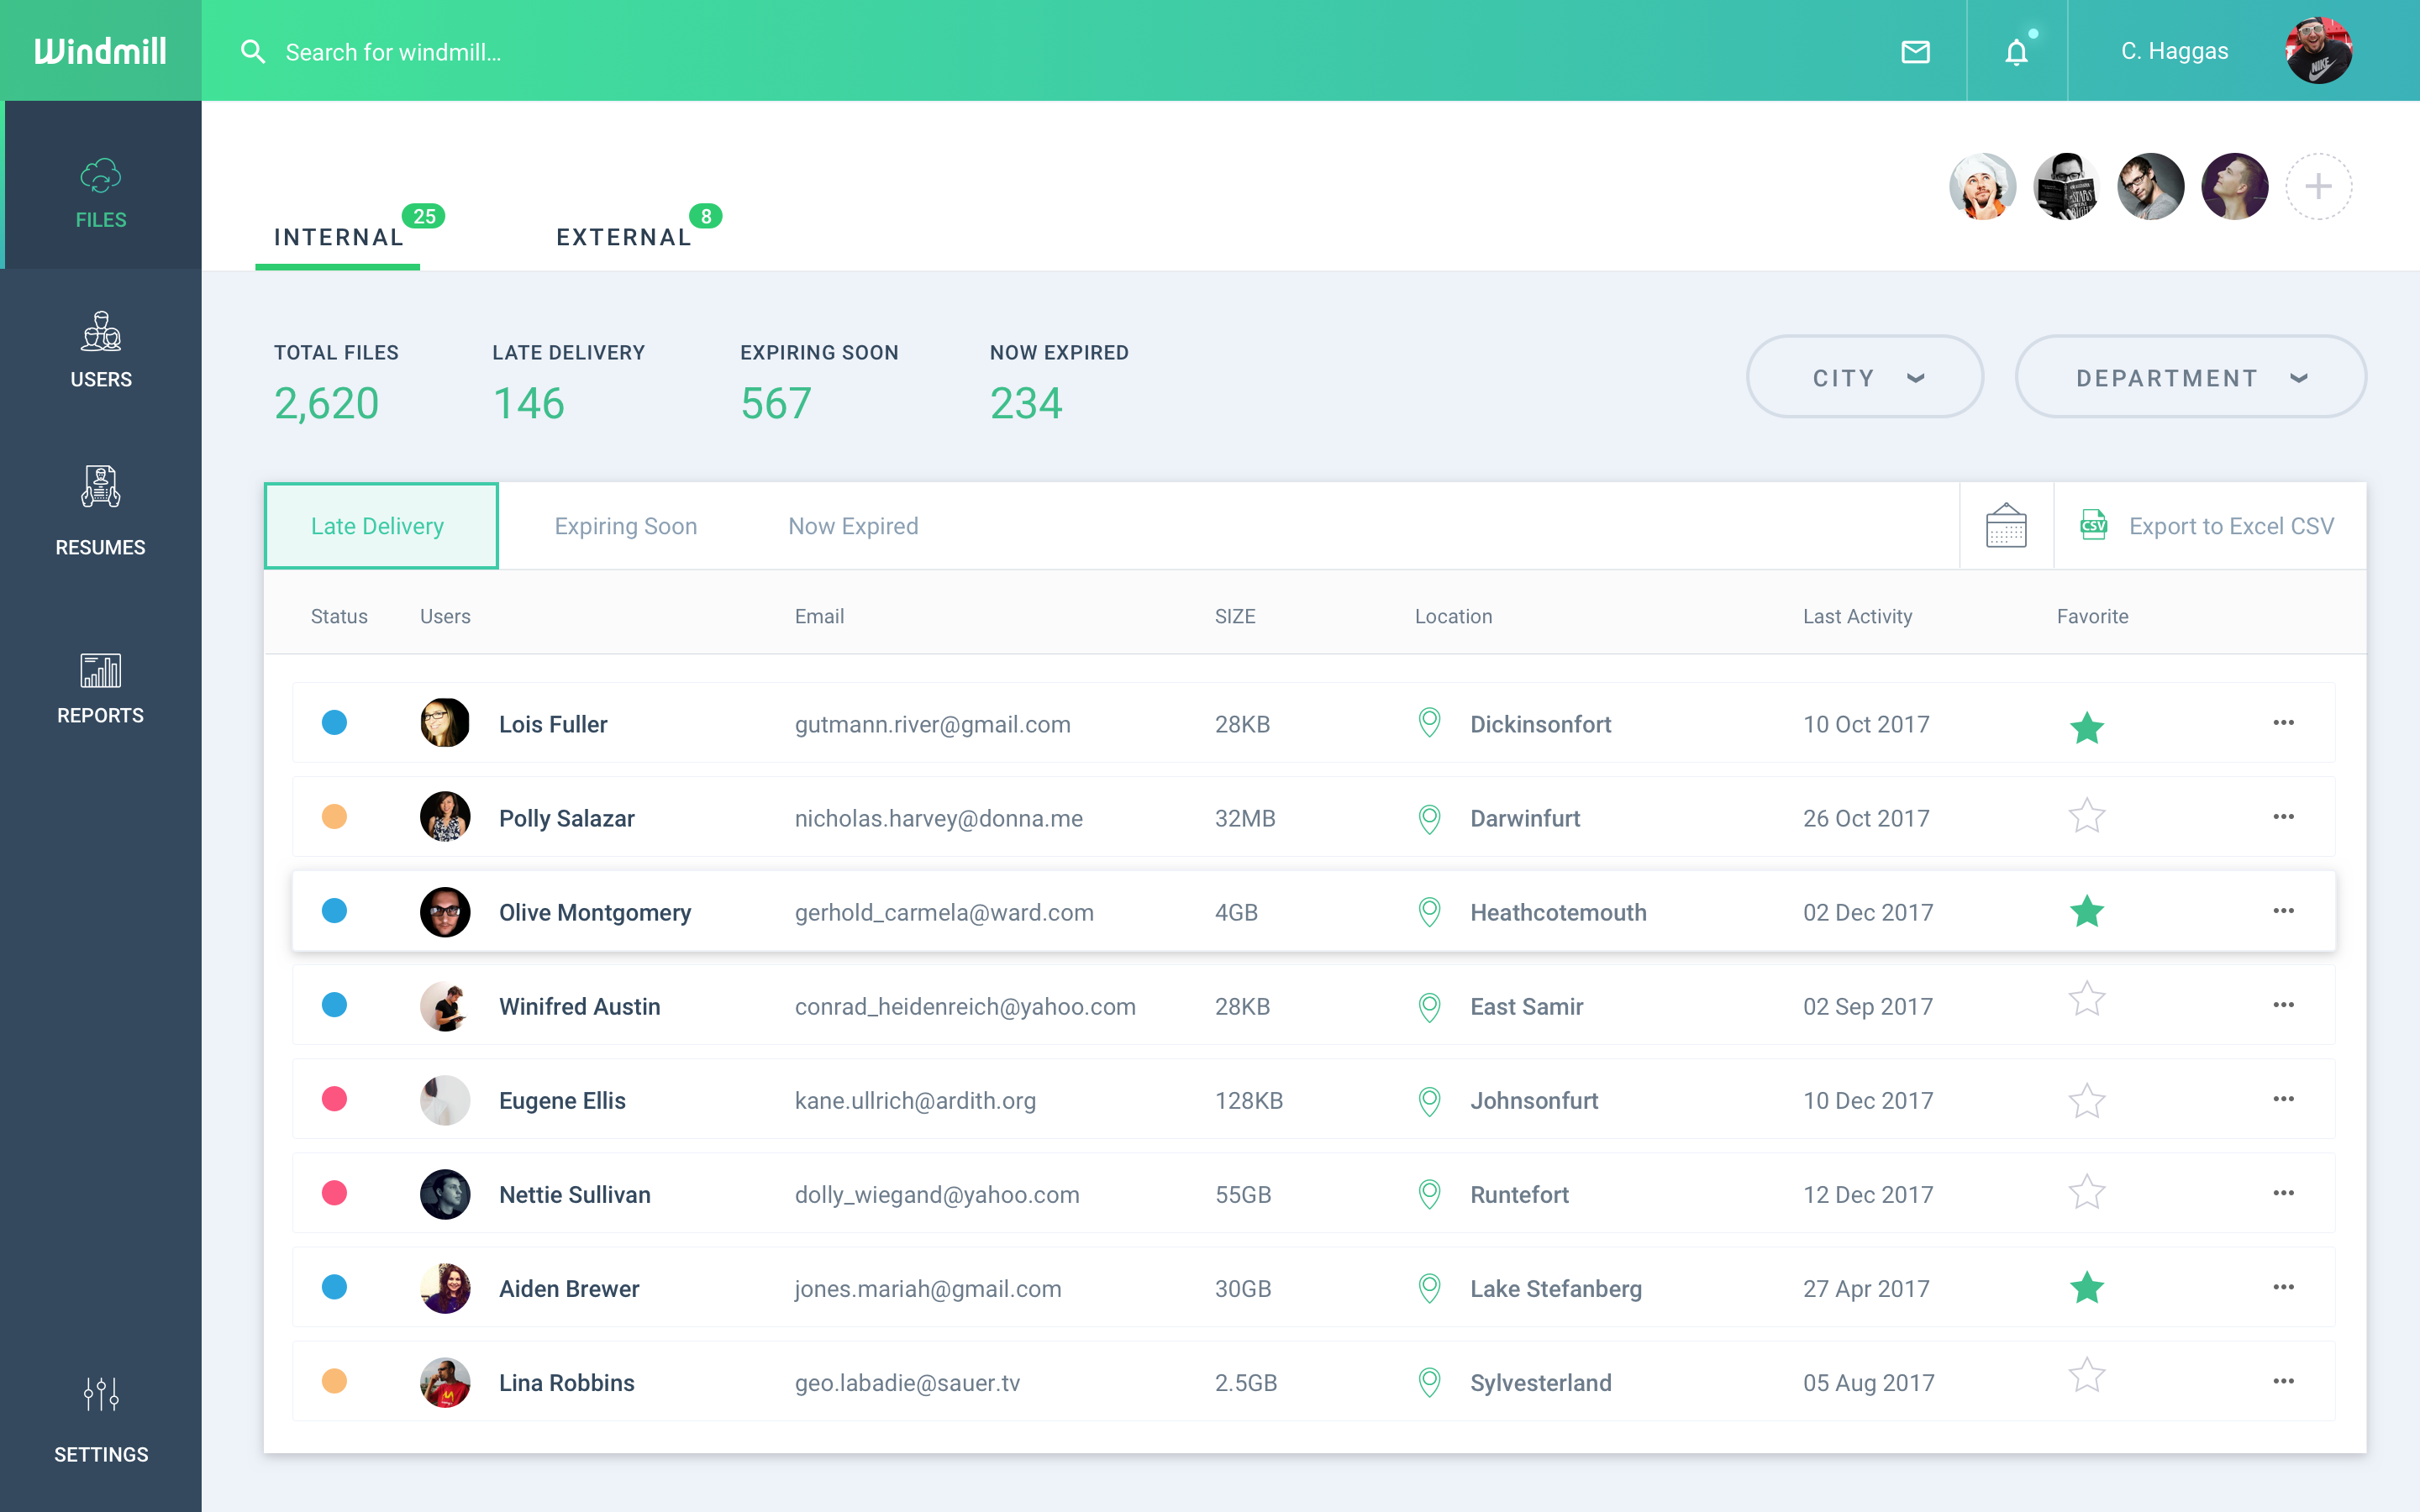 Windmill
Search for windmill...
C. Haggas
FILES
USERS
RESUMES
REPORTS
SETTINGS
INTERNAL 25
EXTERNAL 8
TOTAL FILES
2,620
LATE DELIVERY
146
EXPIRING SOON
567
NOW EXPIRED
234
CITY
DEPARTMENT
Late Delivery Expiring Soon Now Expired CSV Export to Excel CSV
Status Users Email SIZE Location Last Activity Favorite
Lois Fuller gutmann.river@gmail.com 28KB Dickinsonfort 10 Oct 2017
Polly Salazar nicholas.harvey@donna.me 32MB Darwinfurt 26 Oct 2017
Olive Montgomery gerhold_carmela@ward.com 4GB Heathcotemouth 02 Dec 2017
Winifred Austin conrad_heidenreich@yahoo.com 28KB East Samir 02 Sep 2017
Eugene Ellis kane.ullrich@ardith.org 128KB Johnsonfurt 10 Dec 2017
Nettie Sullivan dolly_wiegand@yahoo.com 55GB Runtefort 12 Dec 2017
Aiden Brewer jones.mariah@gmail.com 30GB Lake Stefanberg 27 Apr 2017
Lina Robbins geo.labadie@sauer.tv 2.5GB Sylvesterland 05 Aug 2017
NIKE